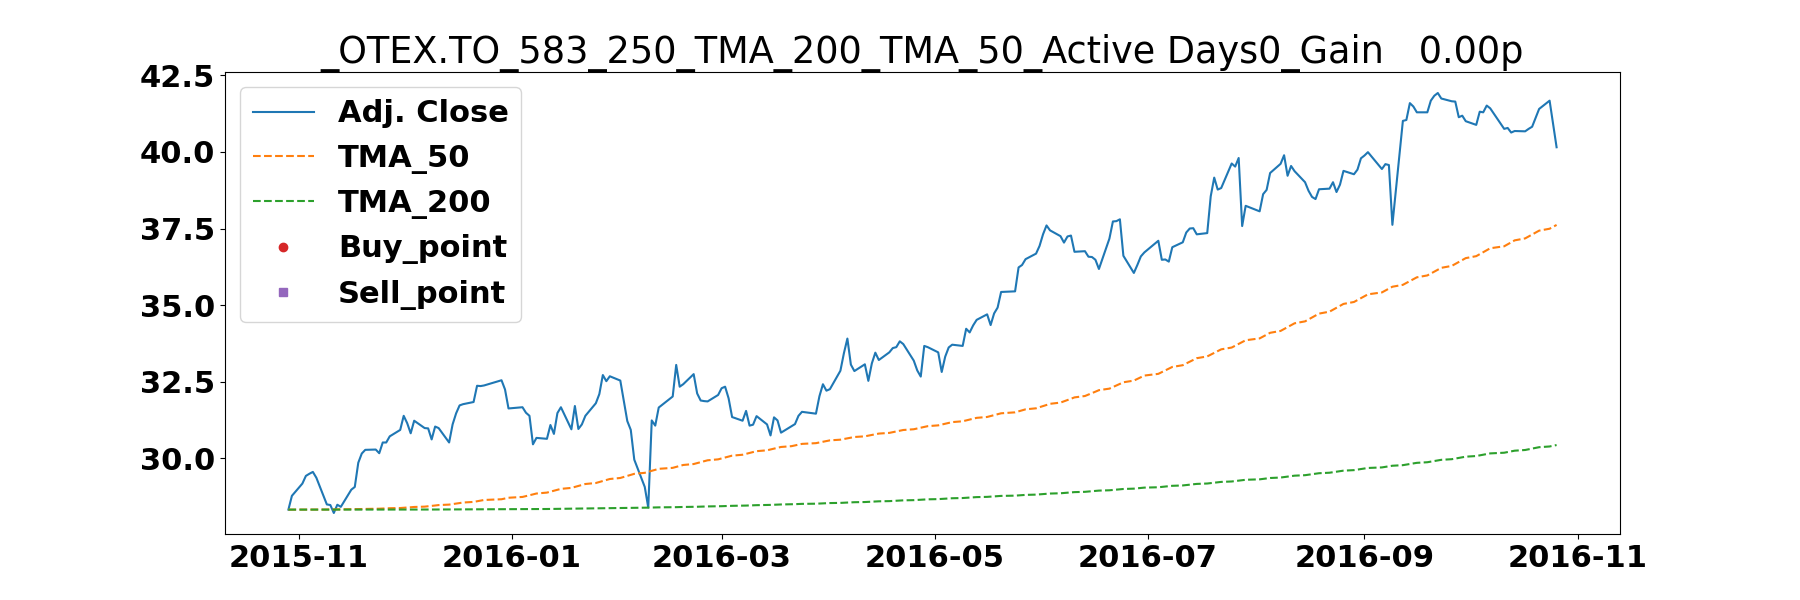 _OTEX.TO_583_250_TMA_200_TMA_50_Active Days0_Gain   0.00p
42.5
40.0
37.5
35.0
32.5
30.0
Adj. Close
TMA_50
TMA_200
Buy_point
Sell_point
2015-11 2016-01 2016-03 2016-05 2016-07 2016-09 2016-11